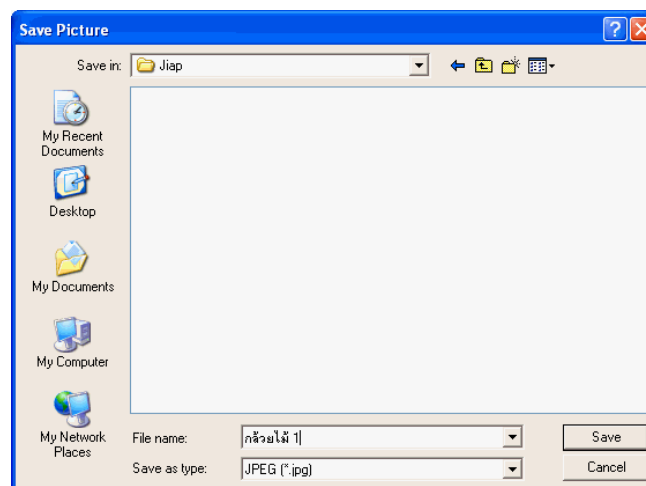 Save Picture
Save in:
Jiap
My Recent
Documents
Desktop
My Documents
My Computer
My Network
Places
File name:
กล้วยไม้ 1
Save
Save as type:
JPEG (*.jpg)
Cancel